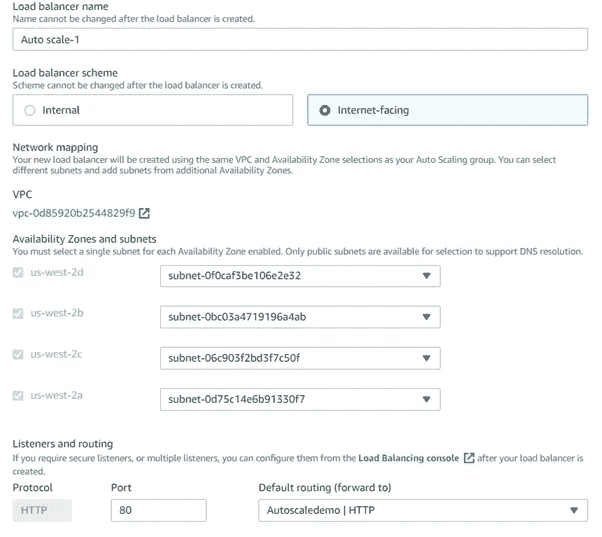 Load balancer name
Name cannot be changed after the load balancer is created.
Auto scale-1
Load balancer scheme
Scheme cannot be changed after the load balancer is created.
Internal
Internet-facing
Network mapping
Your new load balancer will be created using the same VPC and Availability Zone selections as your Auto Scaling group. You can select
different subnets and add subnets from additional Availability Zones.
VPC
vpc-0d85920b2544829f9
Availability Zones and subnets
You must select a single subnet for each Availability Zone enabled. Only public subnets are available for selection to support DNS resolution.
us-west-2d
subnet-0f0caf3be106e2e32
us-west-2b
subnet-0bc03a4719196a4ab
us-west-2c
subnet-06c903f2bd3f7c50f
us-west-2a
subnet-0d75c14e6b91330f7
Listeners and routing
If you require secure listeners, or multiple listeners, you can configure them from the Load Balancing console after your load balancer is
created.
Protocol Port Default routing (forward to)
HTTP 80 Autoscaledemo | HTTP